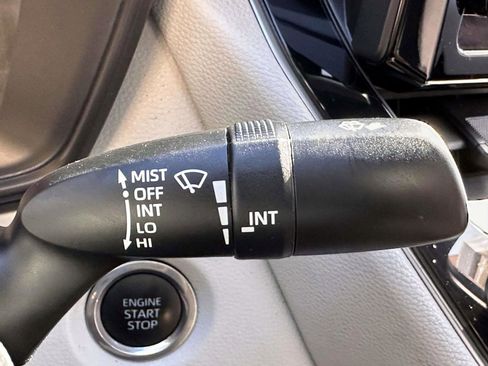 MIST
OFF
INT
LO
HI
INT
ENGINE
START
STOP